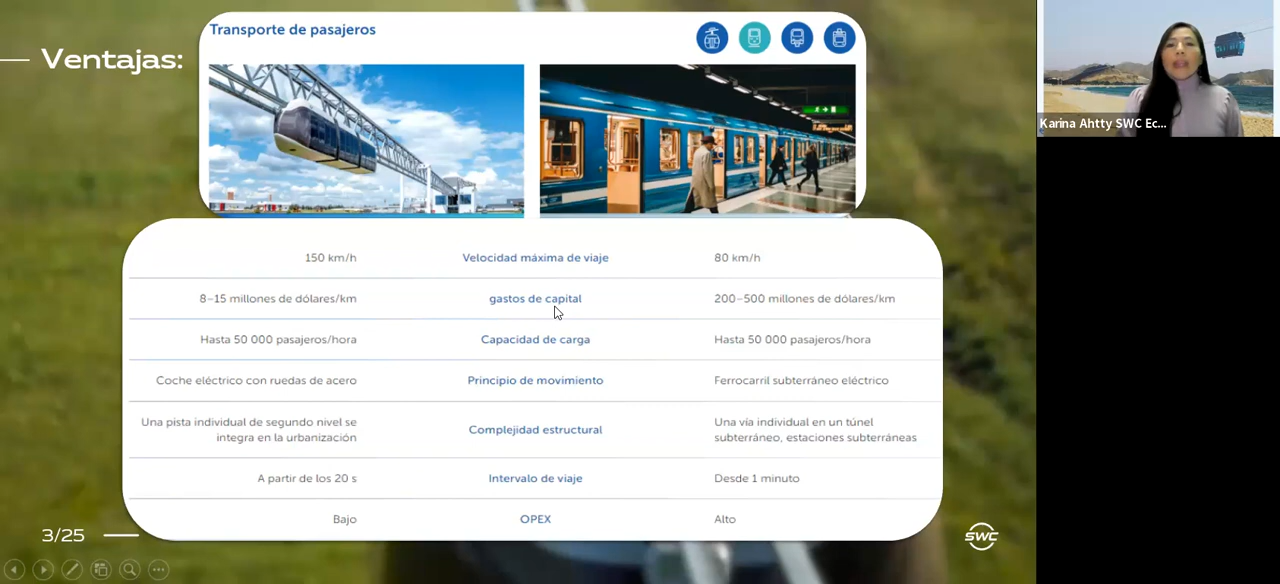 Ventajas:
Transporte de pasajeros
150 km/h Velocidad máxima de viaje 80 km/h
8–15 millones de dólares/km gastos de capital 200–500 millones de dólares/km
Hasta 50 000 pasajeros/hora Capacidad de carga Hasta 50 000 pasajeros/hora
Coche eléctrico con ruedas de acero Principio de movimiento Ferrocarril subterráneo eléctrico
Una pista individual de segundo nivel se
integra en la urbanización
Complejidad estructural
Una vía individual en un túnel
subterráneo, estaciones subterráneas
A partir de los 20 s Intervalo de viaje Desde 1 minuto
Bajo OPEX Alto
3/25
SWC
Karina Ahtty SWC Ec...